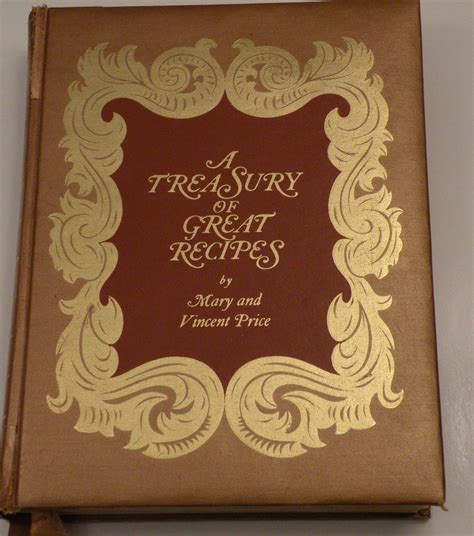 A
TREASURY
OF
GREAT
RECIPES
by
Mary and
Vincent Price